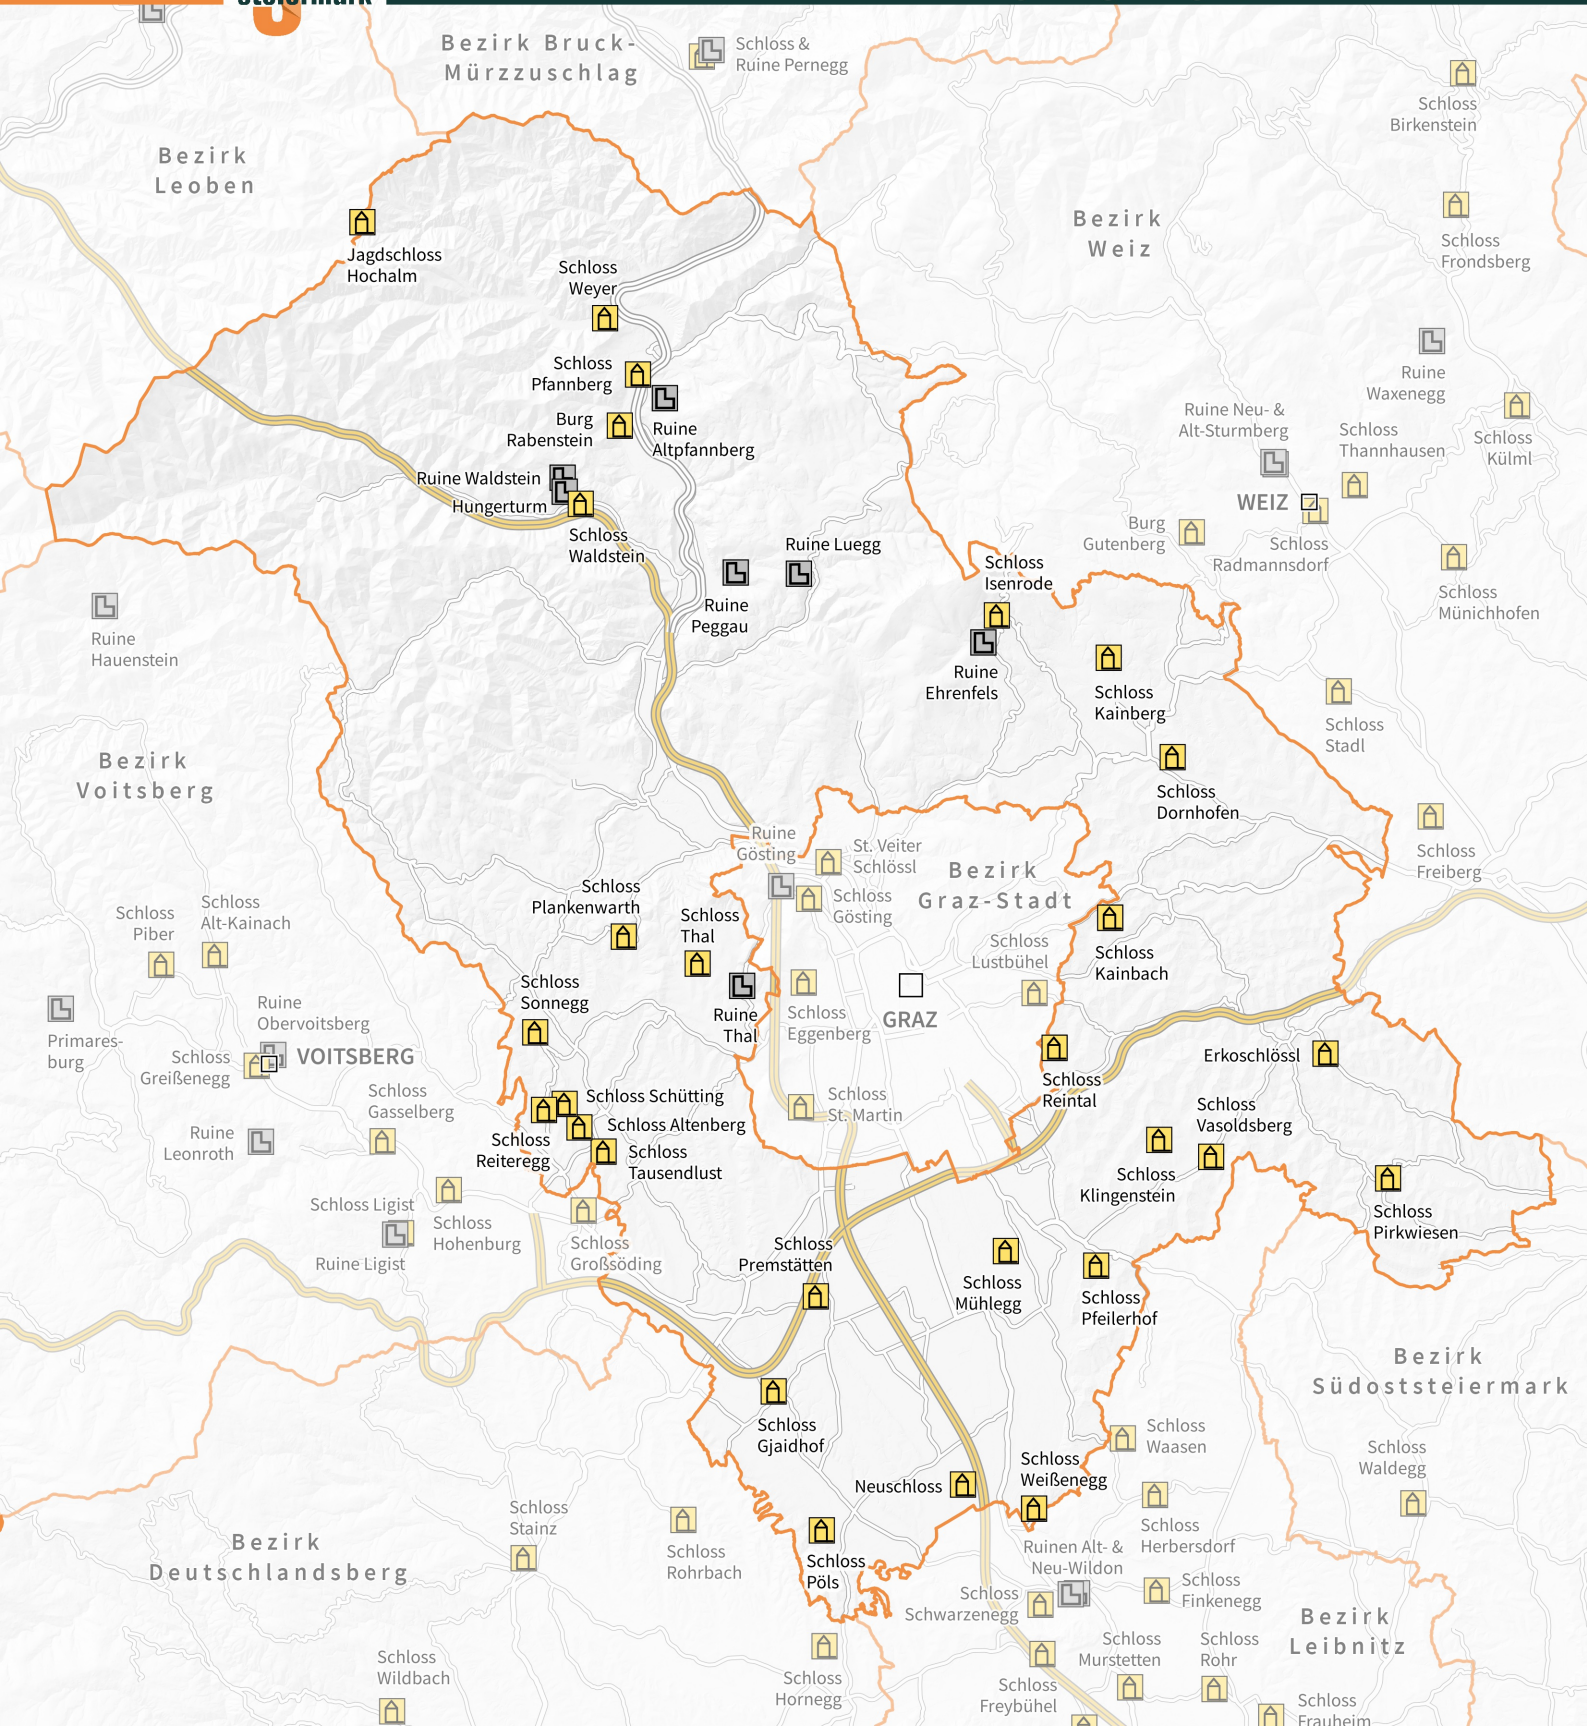 Steiermark
Bezirk Bruck-
Mürzzuschlag
Schloss &
Ruine Pernegg
Schloss
Birkenstein
Bezirk
Leoben
Bezirk
Weiz
Schloss
Frondsberg
Jagdschloss
Hochalm
Schloss
Weyer
Schloss
Pfannberg
Ruine
Waxenegg
Burg
Rabenstein
Ruine
Altpfannberg
Ruine Neu- &
Alt-Sturmberg
Schloss
Thannhausen
Schloss
Külml
Ruine Waldstein
Hungerturm
Schloss
Waldstein
WEIZ
Burg
Gutenberg
Schloss
Radmannsdorf
Ruine Luegg
Schloss
Isenrode
Schloss
Münichhofen
Ruine
Peggau
Ruine
Hauenstein
Ruine
Ehrenfels
Schloss
Kainberg
Schloss
Stadl
Bezirk
Voitsberg
Schloss
Dornhofen
Ruine
Gösting
St. Veiter
Schlössl
Bezirk
Graz-Stadt
Schloss
Freiberg
Schloss
Plankenwarth
Schloss
Gösting
Schloss
Piber
Schloss
Alt-Kainach
Schloss
Thal
Schloss
Lustbühel
Schloss
Kainbach
Schloss
Sonnegg
Ruine
Thal
Schloss
Eggenberg
GRAZ
Primares-
burg
Ruine
Obervoitsberg
Schloss
Greißenegg
VOITSBERG
Erkoschlössl
Schloss
Reintal
Schloss
Gasselberg
Schloss Schütting
Schloss
St. Martin
Schloss
Vasoldsberg
Schloss Altenberg
Ruine
Leonroth
Schloss
Reiteregg
Schloss
Tausendlust
Schloss
Klingenstein
Schloss Ligist
Schloss
Hohenburg
Schloss
Pirkwiesen
Ruine Ligist
Schloss
Großsöding
Schloss
Premstätten
Schloss
Mühlegg
Schloss
Pfeilerhof
Bezirk
Südoststeiermark
Schloss
Gjaidhof
Schloss
Waasen
Schloss
Waldegg
Neuschloss
Schloss
Weißenegg
Schloss
Stainz
Bezirk
Deutschlandsberg
Schloss
Rohrbach
Schloss
Pöls
Ruinen Alt- &
Neu-Wildon
Schloss
Herbersdorf
Schloss
Schwarzenegg
Schloss
Finkenegg
Bezirk
Leibnitz
Schloss
Wildbach
Schloss
Hornegg
Schloss
Murstetten
Schloss
Rohr
Schloss
Freybühel
Schloss
Frauheim